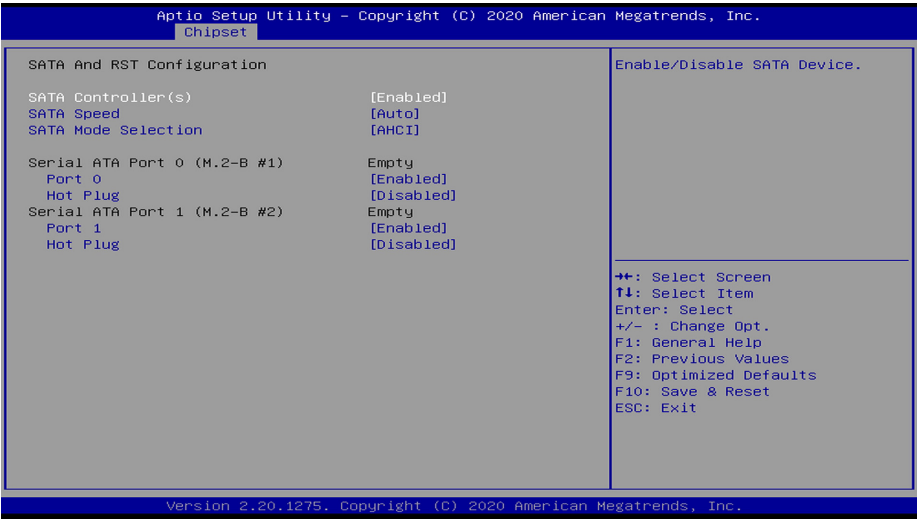 Aptio Setup Utility – Copyright (C) 2020 American Megatrends, Inc.
Chipset
SATA And RST Configuration
SATA Controller(s) [Enabled]
SATA Speed [Auto]
SATA Mode Selection [AHCI]
Serial ATA Port 0 (M.2-B #1) Empty
Port 0 [Enabled]
Hot Plug [Disabled]
Serial ATA Port 1 (M.2-B #2) Empty
Port 1 [Enabled]
Hot Plug [Disabled]
Enable/Disable SATA Device.
→←: Select Screen
↑↓: Select Item
Enter: Select
+/- : Change Opt.
F1: General Help
F2: Previous Values
F9: Optimized Defaults
F10: Save & Reset
ESC: Exit
Version 2.20.1275. Copyright (C) 2020 American Megatrends, Inc.